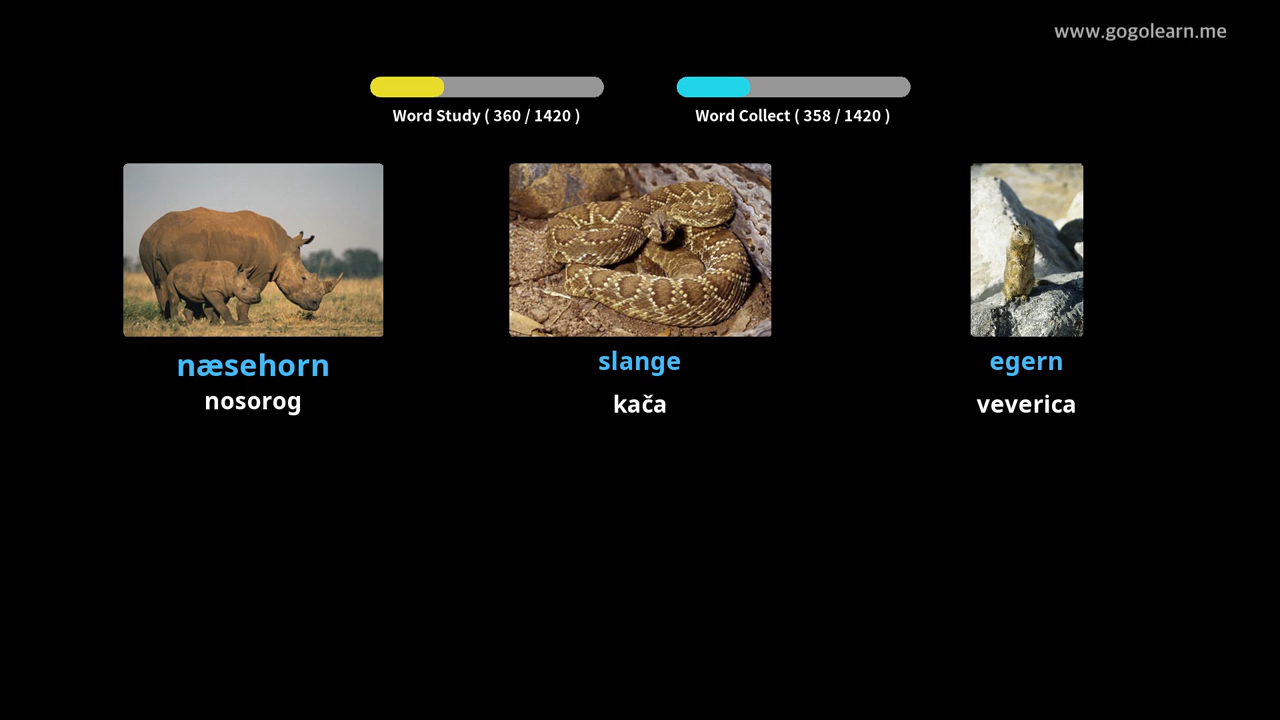 www.gogolearn.me
Word Study ( 360 / 1420 )
Word Collect ( 358 / 1420 )
næsehorn
nosorog
slange
kača
egern
veverica